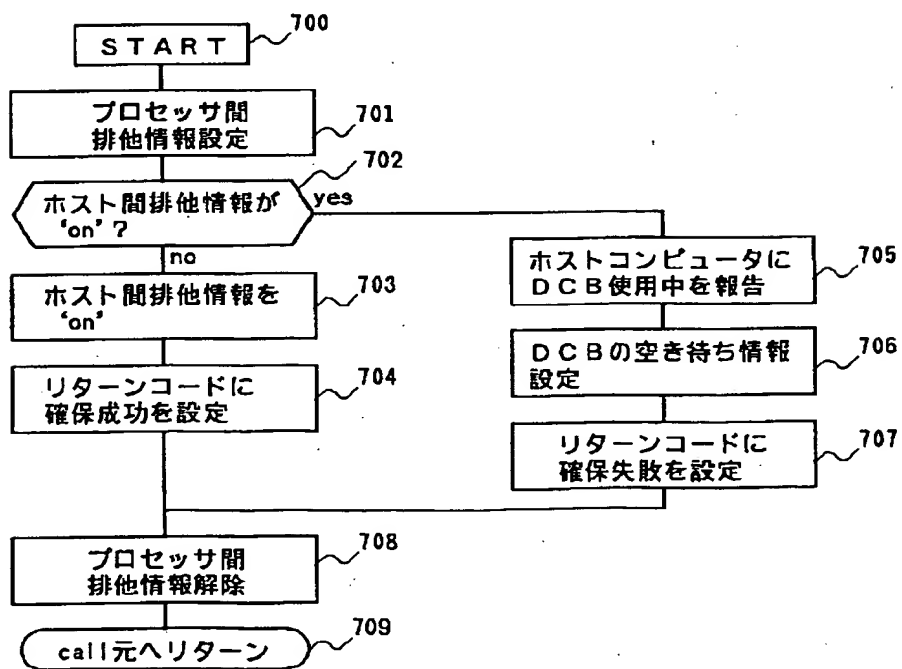 START
700
プロセッサ間
排他情報設定
701
702
ホスト間排他情報が
'on'?
yes
no
ホスト間排他情報を
'on'
703
リターンコードに
確保成功を設定
704
ホストコンピュータに
DCB使用中を報告
705
DCBの空き待ち情報
設定
706
リターンコードに
確保失敗を設定
707
プロセッサ間
排他情報解除
708
call元へリターン
709